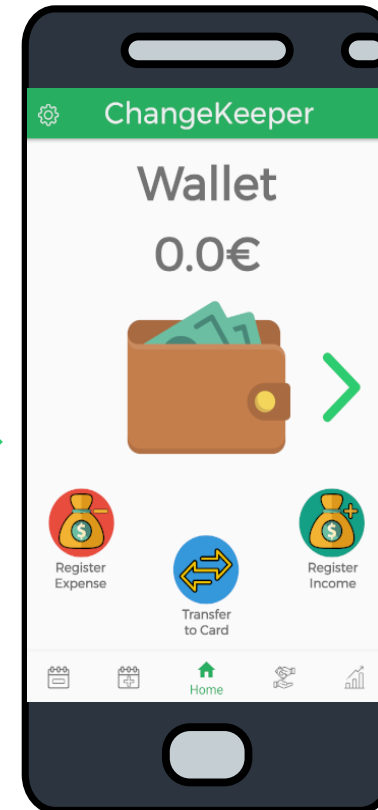 ChangeKeeper
Wallet
0.0€
Register
Expense
Transfer
to Card
Register
Income
Home